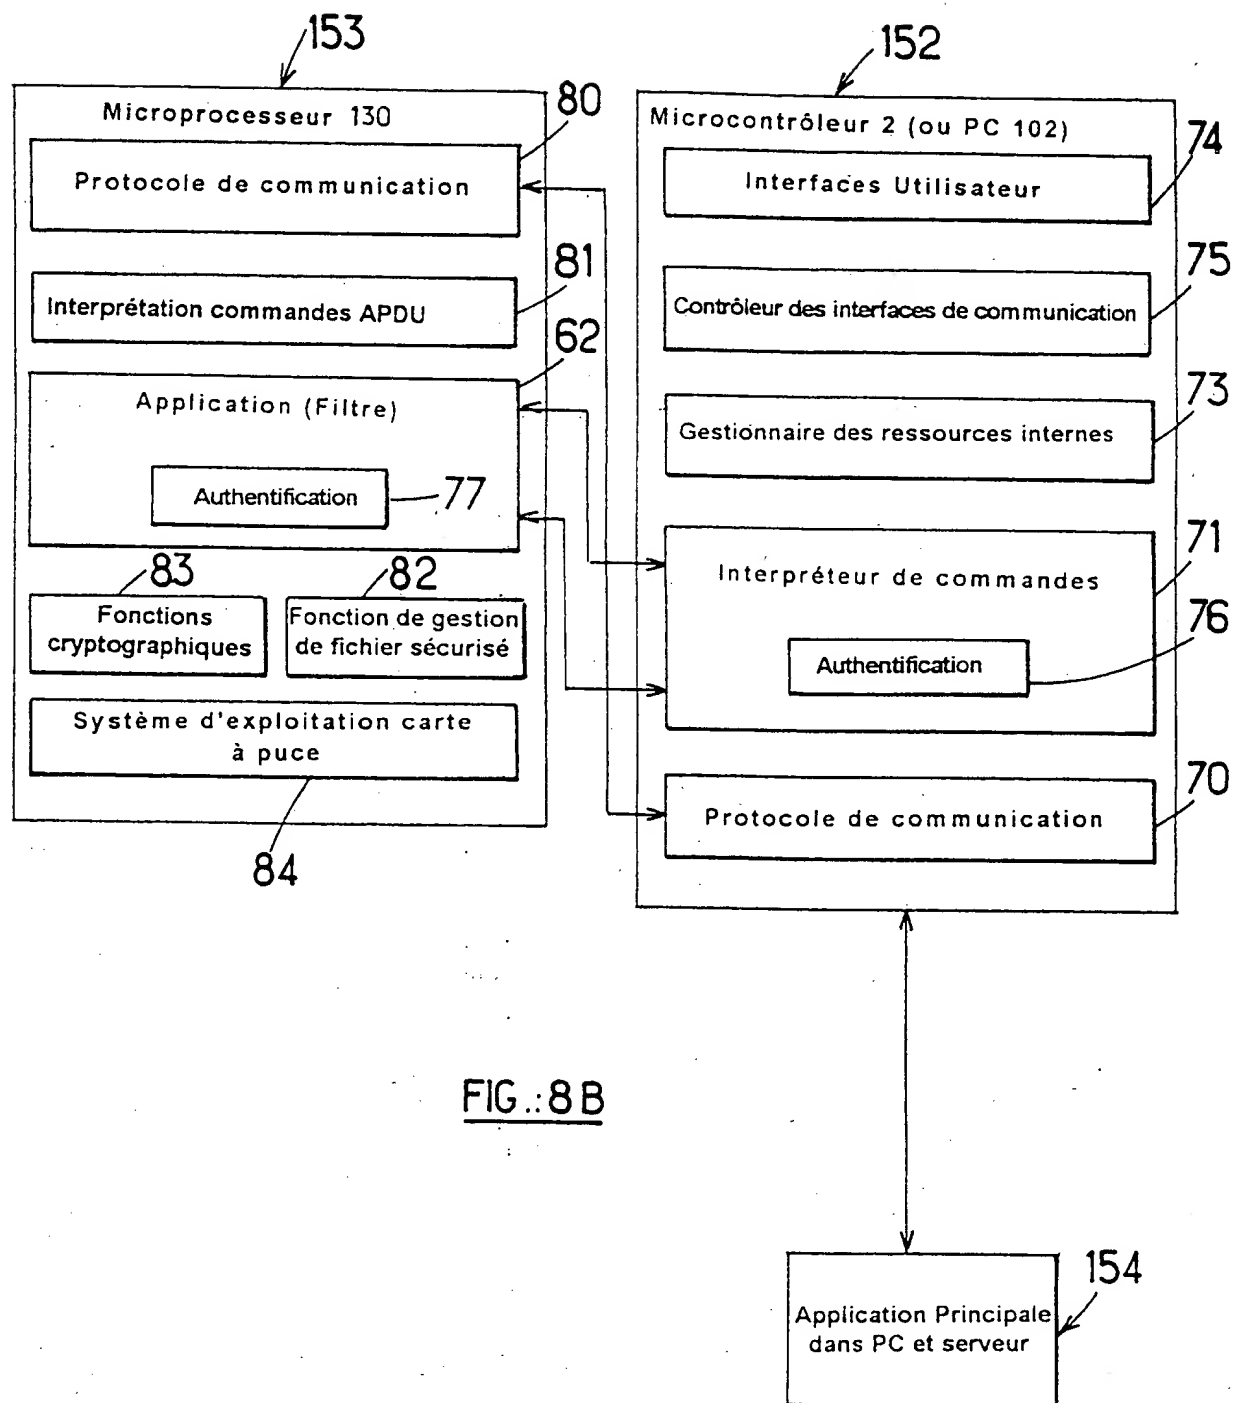 153
Microprocesseur 130
80
Protocole de communication
81
Interprétation commandes APDU
62
Application (Filtre)
Authentification
77
83
Fonctions
cryptographiques
82
Fonction de gestion
de fichier sécurisé
Système d'exploitation carte
à puce
84
152
Microcontrôleur 2 (ou PC 102)
74
Interfaces Utilisateur
75
Contrôleur des interfaces de communication
73
Gestionnaire des ressources internes
71
Interpréteur de commandes
76
Authentification
70
Protocole de communication
FIG.:8B
154
Application Principale
dans PC et serveur